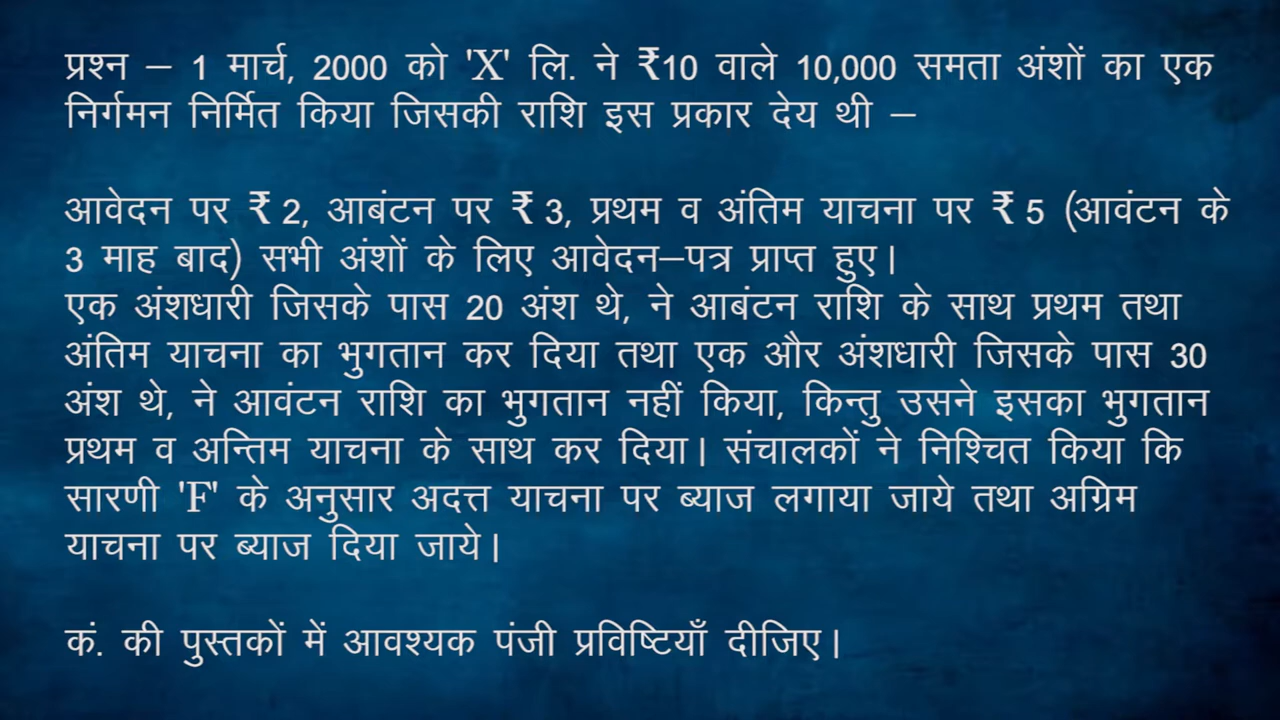 प्रश्न – 1 मार्च, 2000 को 'X' लि. ने ₹10 वाले 10,000 समता अंशों का एक
निर्गमन निर्मित किया जिसकी राशि इस प्रकार देय थी –
आवेदन पर ₹ 2, आबंटन पर ₹ 3, प्रथम व अंतिम याचना पर ₹ 5 (आवंटन के
3 माह बाद) सभी अंशों के लिए आवेदन–पत्र प्राप्त हुए।
एक अंशधारी जिसके पास 20 अंश थे, ने आबंटन राशि के साथ प्रथम तथा
अंतिम याचना का भुगतान कर दिया तथा एक और अंशधारी जिसके पास 30
अंश थे, ने आवंटन राशि का भुगतान नहीं किया, किन्तु उसने इसका भुगतान
प्रथम व अन्तिम याचना के साथ कर दिया। संचालकों ने निश्चित किया कि
सारणी 'F' के अनुसार अदत्त याचना पर ब्याज लगाया जाये तथा अग्रिम
याचना पर ब्याज दिया जाये।
कं. की पुस्तकों में आवश्यक पंजी प्रविष्टियाँ दीजिए।